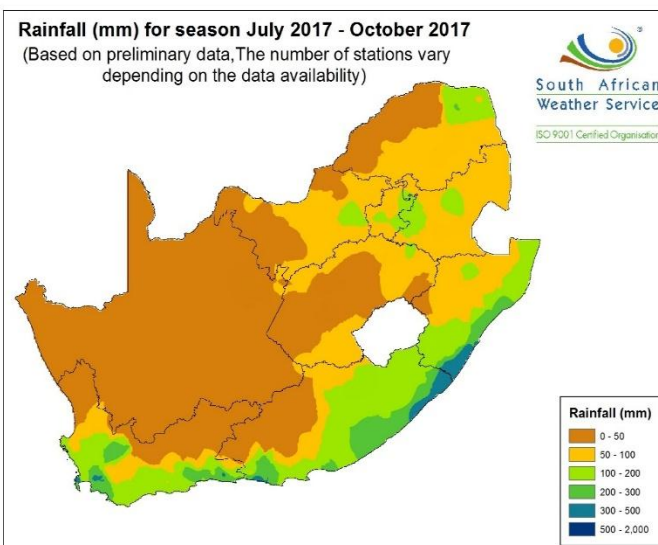 Rainfall (mm) for season July 2017 - October 2017
(Based on preliminary data,The number of stations vary
depending on the data availability)
South African
Weather Service
ISO 9001 Certified Organisation
Rainfall (mm)
0 - 50
50 - 100
100 - 200
200 - 300
300 - 500
500 - 2,000